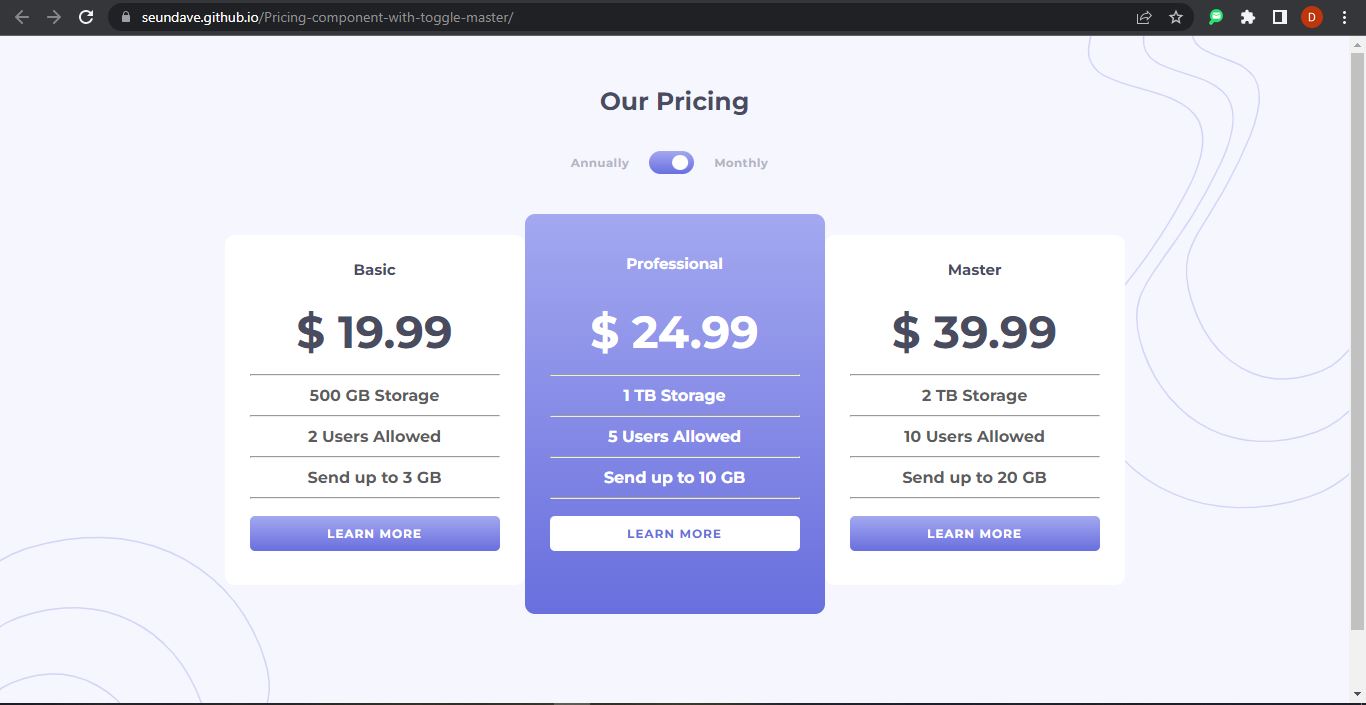 seundave.github.io/Pricing-component-with-toggle-master/
D
Our Pricing
Annually Monthly
Basic
$ 19.99
500 GB Storage
2 Users Allowed
Send up to 3 GB
LEARN MORE
Professional
$ 24.99
1 TB Storage
5 Users Allowed
Send up to 10 GB
LEARN MORE
Master
$ 39.99
2 TB Storage
10 Users Allowed
Send up to 20 GB
LEARN MORE